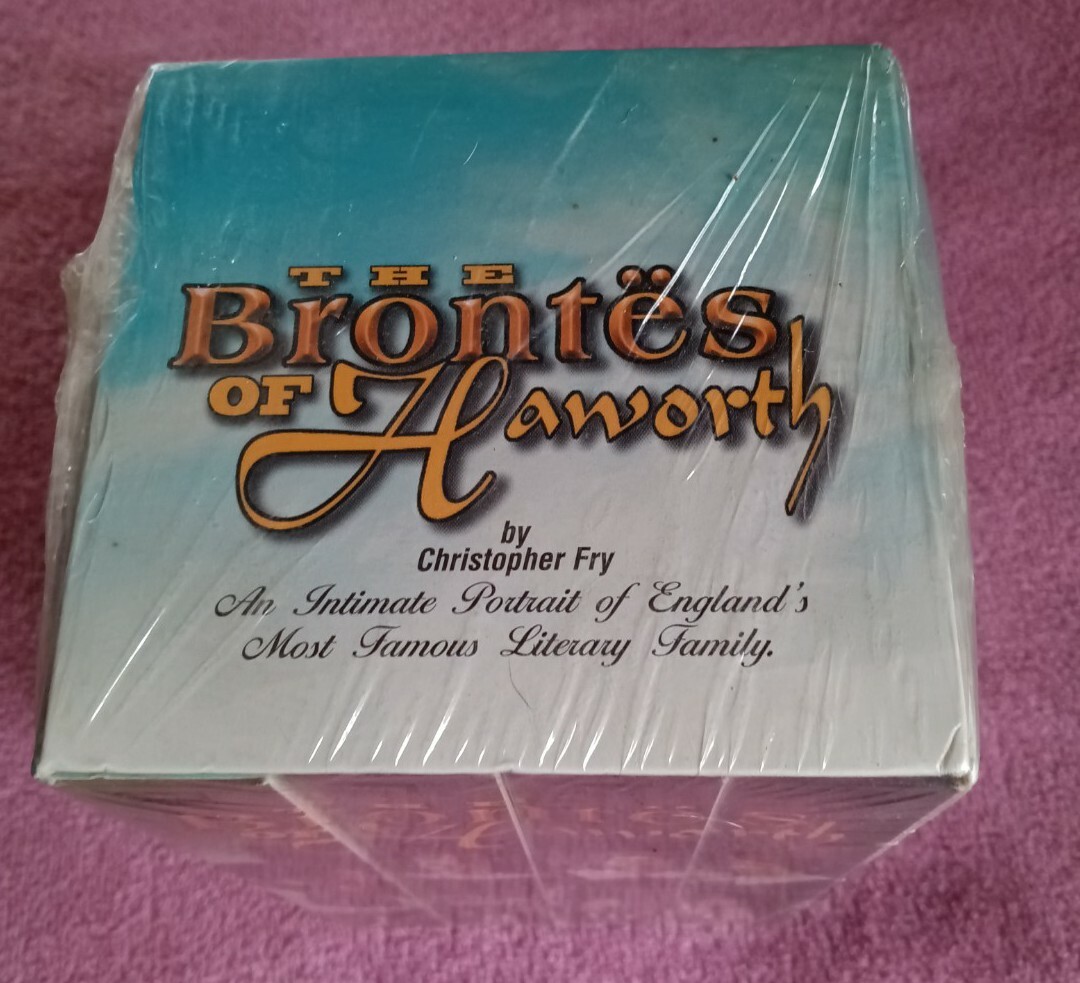 THE
Brontës
OF Haworth
by
Christopher Fry
An Intimate Portrait of England's
Most Famous Literary Family.